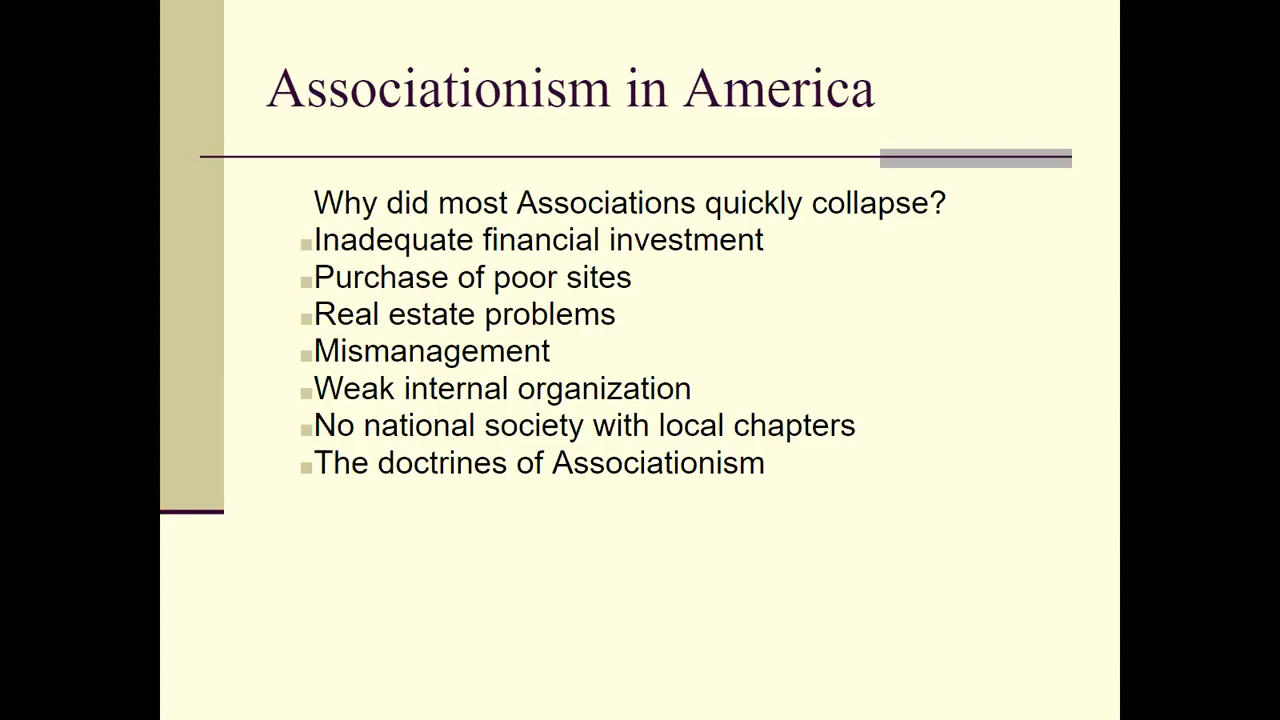 Associationism in America
Why did most Associations quickly collapse?
Inadequate financial investment
Purchase of poor sites
Real estate problems
Mismanagement
Weak internal organization
No national society with local chapters
The doctrines of Associationism